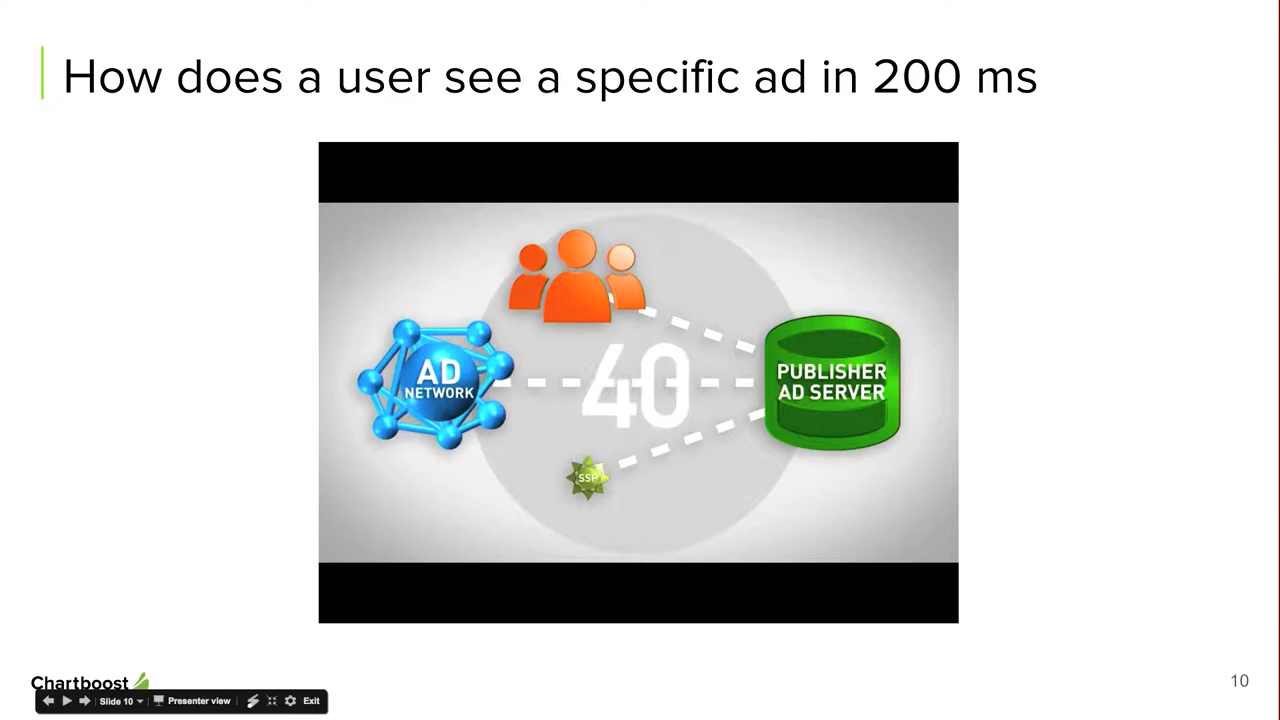 How does a user see a specific ad in 200 ms
AD
NETWORK
40
PUBLISHER
AD SERVER
SSP
Chartboost
Slide 10
Presenter view
Exit
10